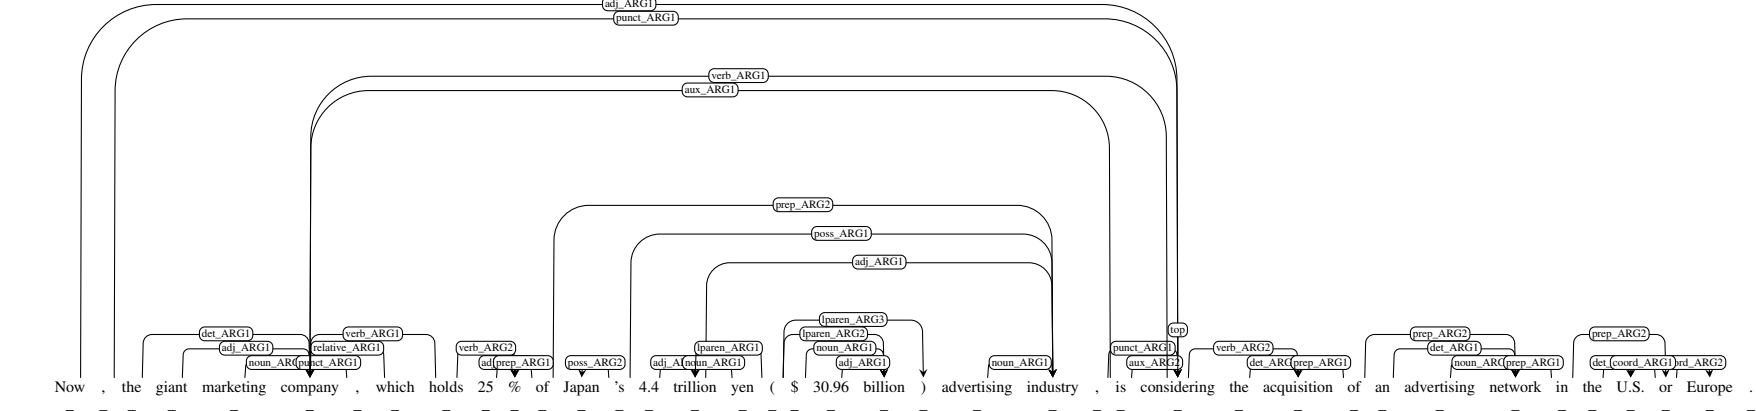 adj_ARG1
punct_ARG1
verb_ARG1
aux_ARG1
prep_ARG2
poss_ARG1
adj_ARG1
lparen_ARG3
top
det_ARG1 verb_ARG1 lparen_ARG2 prep_ARG2 prep_ARG2
adj_ARG1 relative_ARG1 verb_ARG2 lparen_ARG1 noun_ARG1 punct_ARG1 verb_ARG2 det_ARG1
prep_ARG1 poss_ARG2 noun_ARG1 adj_ARG1 noun_ARG1 aux_ARG2 prep_ARG1 prep_ARG1 coord_ARG1
Now , the giant marketing company , which holds 25 % of Japan 's 4.4 trillion yen ( $ 30.96 billion ) advertising industry , is considering the acquisition of an advertising network in the U.S. or Europe .